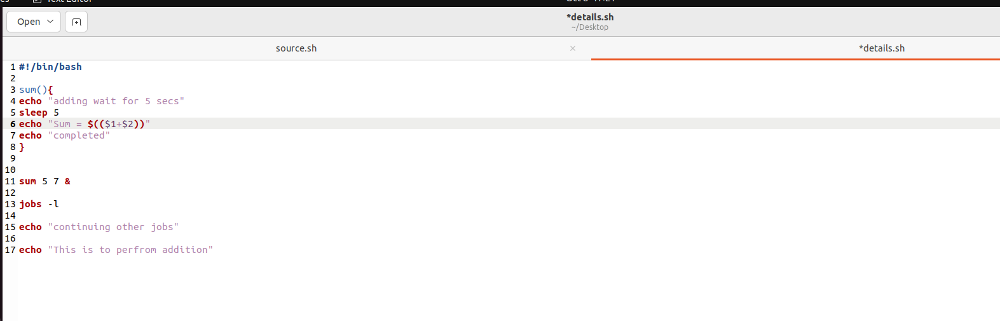 Text Editor
Open
*details.sh
~/Desktop
source.sh ×
*details.sh
1 #!/bin/bash
2
3 sum(){
4 echo "adding wait for 5 secs"
5 sleep 5
6 echo "Sum = $(($1+$2))"
7 echo "completed"
8 }
9
10
11 sum 5 7 &
12
13 jobs -l
14
15 echo "continuing other jobs"
16
17 echo "This is to perfrom addition"